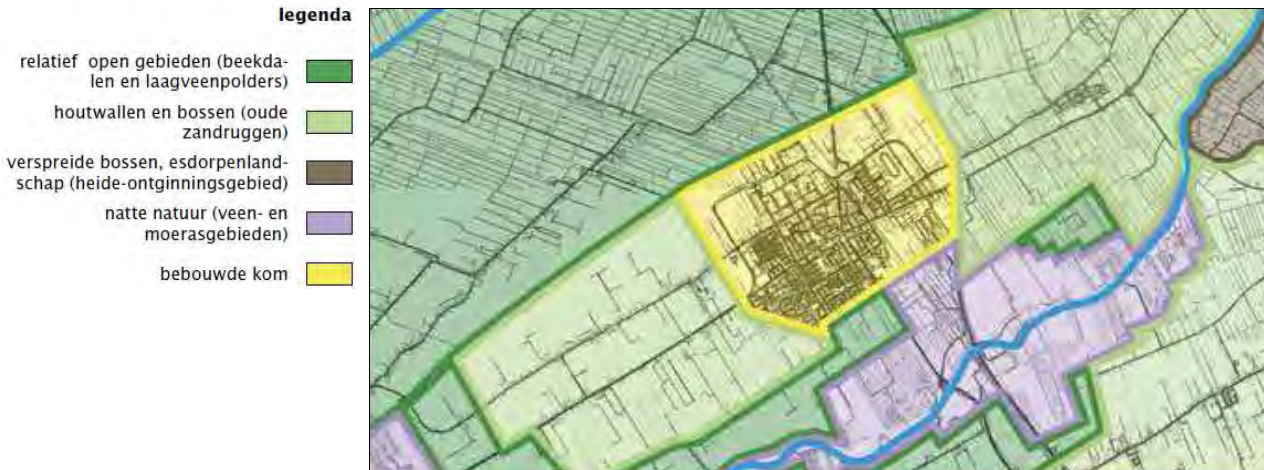 legenda
relatief  open gebieden (beekda-
len en laagveenpolders)
houtwallen en bossen (oude
zandruggen)
verspreide bossen, esdorpenland-
schap (heide-ontginningsgebied)
natte natuur (veen- en
moerasgebieden)
bebouwde kom